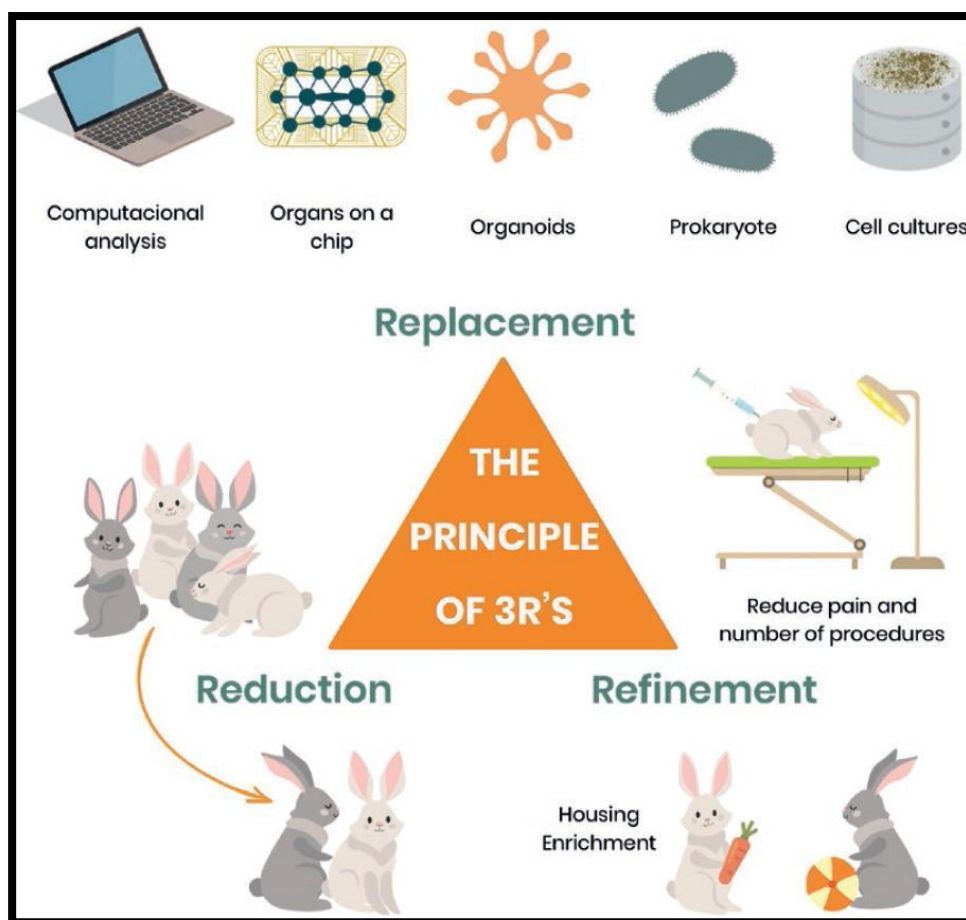 Computacional
analysis
Organs on a
chip
Organoids
Prokaryote
Cell cultures
Replacement
THE
PRINCIPLE
OF 3R'S
Reduce pain and
number of procedures
Reduction
Refinement
Housing
Enrichment